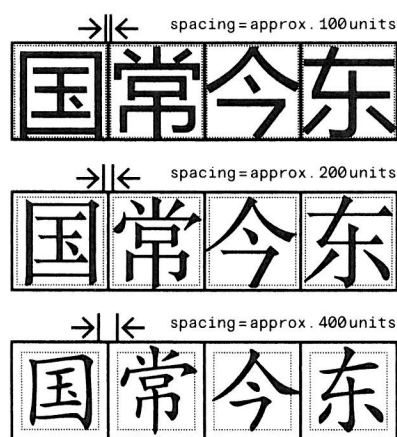 spacing=approx.100units
国常今东
spacing=approx.200units
国常今东
spacing=approx.400units
国常今东